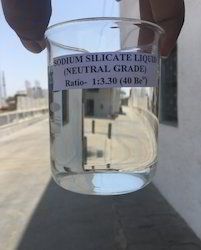 SODIUM SILICATE LIQUID
(NEUTRAL GRADE)
Ratio- 1:3.30 (40 Be°)